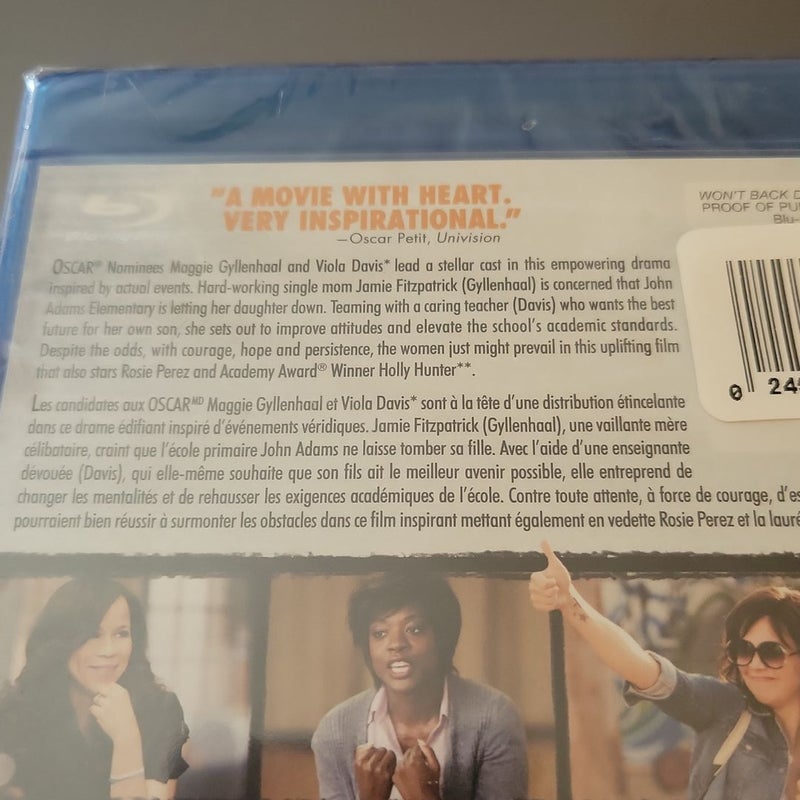 "A MOVIE WITH HEART.
VERY INSPIRATIONAL."
—Oscar Petit, Univision
WON'T BACK D
PROOF OF PU
Blu-
OSCAR® Nominees Maggie Gyllenhaal and Viola Davis* lead a stellar cast in this empowering drama
inspired by actual events. Hard-working single mom Jamie Fitzpatrick (Gyllenhaal) is concerned that John
Adams Elementary is letting her daughter down. Teaming with a caring teacher (Davis) who wants the best
future for her own son, she sets out to improve attitudes and elevate the school's academic standards.
Despite the odds, with courage, hope and persistence, the women just might prevail in this uplifting film
that also stars Rosie Perez and Academy Award® Winner Holly Hunter**.
0 24
Les candidates aux OSCARMD Maggie Gyllenhaal et Viola Davis* sont à la tête d'une distribution étincelante
dans ce drame édifiant inspiré d'événements véridiques. Jamie Fitzpatrick (Gyllenhaal), une vaillante mère
célibataire, craint que l'école primaire John Adams ne laisse tomber sa fille. Avec l'aide d'une enseignante
dévouée (Davis), qui elle-même souhaite que son fils ait le meilleur avenir possible, elle entreprend de
changer les mentalités et de rehausser les exigences académiques de l'école. Contre toute attente, à force de courage, d'es
pourraient bien réussir à surmonter les obstacles dans ce film inspirant mettant également en vedette Rosie Perez et la lauré